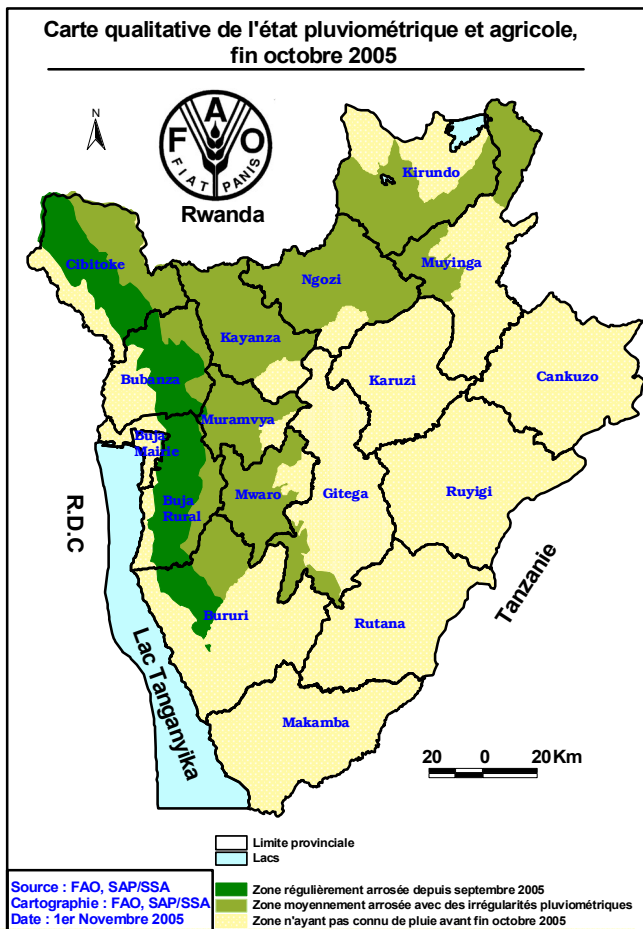 Carte qualitative de l'état pluviométrique et agricole,
fin octobre 2005
N
F A O
FIAT PANIS
Rwanda
Kirundo
Cibitoke
Ngozi
Muyinga
Kayanza
Bubanza
Karuzi
Cankuzo
Muramvya
Buja
Mairie
Mwaro
Gitega
Ruyigi
Buja
Rural
R.D.C
Tanzanie
Bururi
Rutana
Lac Tanganyika
Makamba
20 0 20 Km
Limite provinciale
Lacs
Source : FAO, SAP/SSA
Cartographie : FAO, SAP/SSA
Date : 1er Novembre 2005
Zone régulièrement arrosée depuis septembre 2005
Zone moyennement arrosée avec des irrégularités pluviométriques
Zone n'ayant pas connu de pluie avant fin octobre 2005